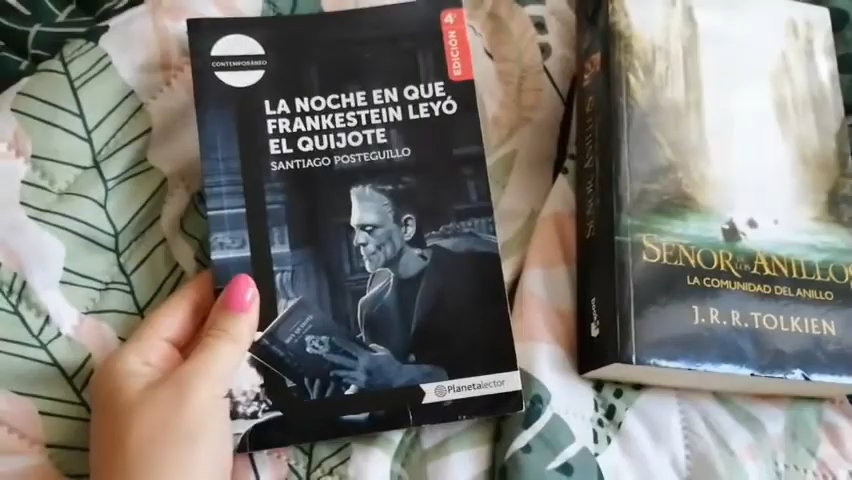 CONTEMPORÁNEO
4ª
EDICIÓN
LA NOCHE EN QUE
FRANKESTEIN LEYÓ
EL QUIJOTE
SANTIAGO POSTEGUILLO
Planetalector
SEÑOR DE LOS ANILLOS
LA COMUNIDAD DEL ANILLO
J.R.R.TOLKIEN